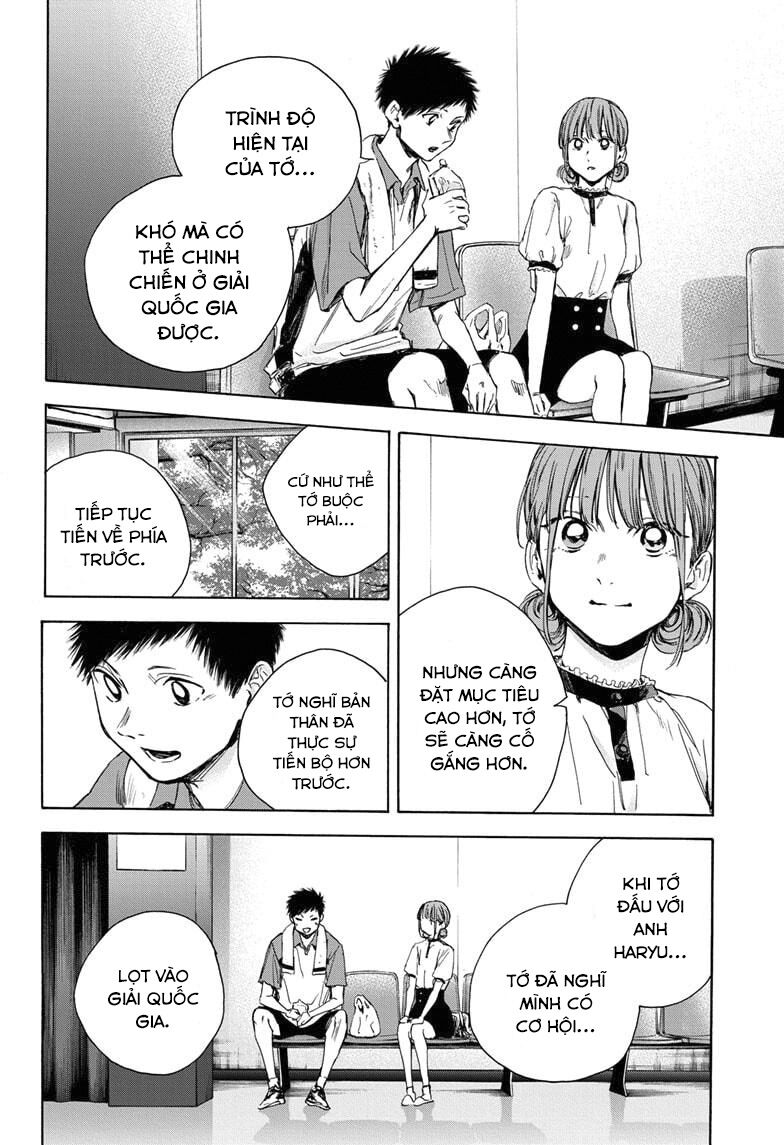 TRÌNH ĐỘ
HIỆN TẠI
CỦA TỚ...
KHÓ MÀ CÓ
THỂ CHINH
CHIẾN Ở GIẢI
QUỐC GIA
ĐƯỢC.
NHƯNG CÀNG
ĐẶT MỤC TIÊU
CAO HƠN, TỚ
SẼ CÀNG CỐ
GẮNG HƠN.
CỨ NHƯ THỂ
TỚ BUỘC
PHẢI...
TIẾP TỤC
TIẾN VỀ PHÍA
TRƯỚC.
TỚ NGHĨ BẢN
THÂN ĐÃ
THỰC SỰ
TIẾN BỘ HƠN
TRƯỚC.
KHI TỚ
ĐẤU VỚI
ANH
HARYU...
TỚ ĐÃ NGHĨ
MÌNH CÓ
CƠ HỘI...
LỌT VÀO
GIẢI QUỐC
GIA.